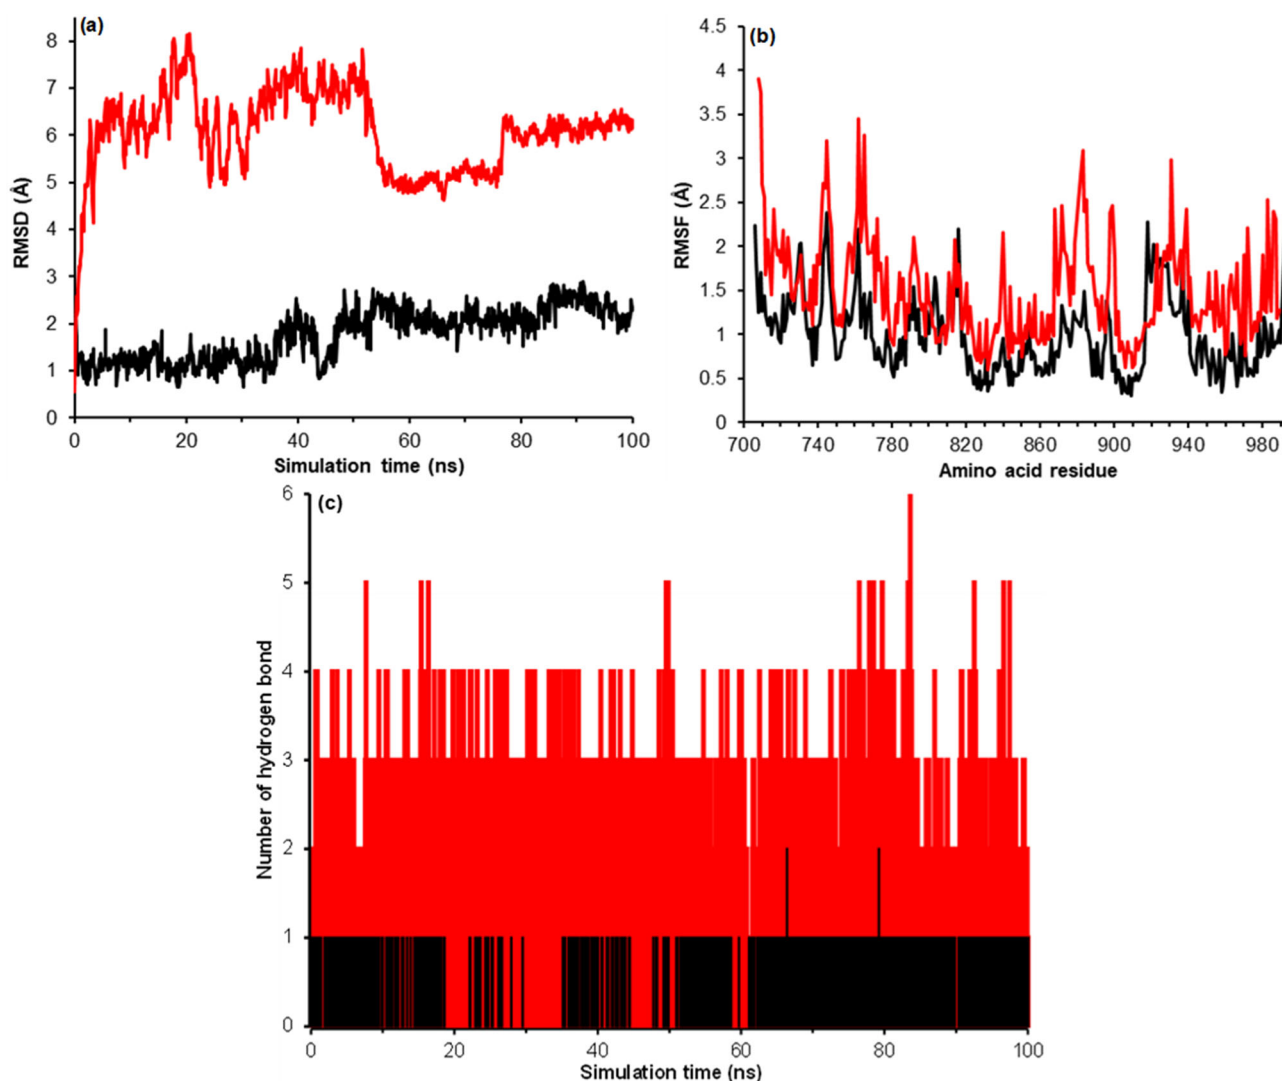 (a)
8
7
6
5
4
3
2
1
0
RMSD (Å)
0 20 40 60 80 100
Simulation time (ns)
(b)
4.5
4
3.5
3
2.5
2
1.5
1
0.5
0
RMSF (Å)
700 740 780 820 860 900 940 980
Amino acid residue
(c)
6
5
4
3
2
1
0
Number of hydrogen bond
0 20 40 60 80 100
Simulation time (ns)